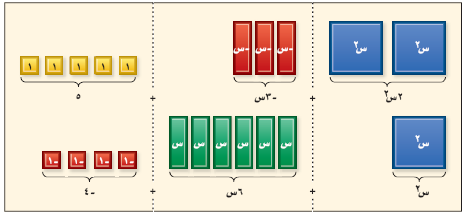 س٢ س٢ -س -س -س ١ ١ ١ ١ ١
٢س٢ + -٣س + ٥
س٢ س س س س س س -١ -١ -١ -١
س٢ + ٦س + -٤